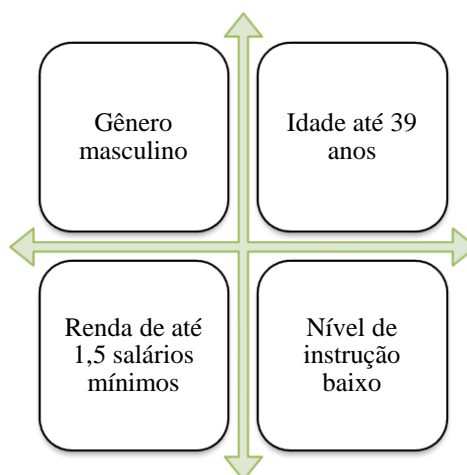 Gênero
masculino
Idade até 39
anos
Renda de até
1,5 salários
mínimos
Nível de
instrução
baixo